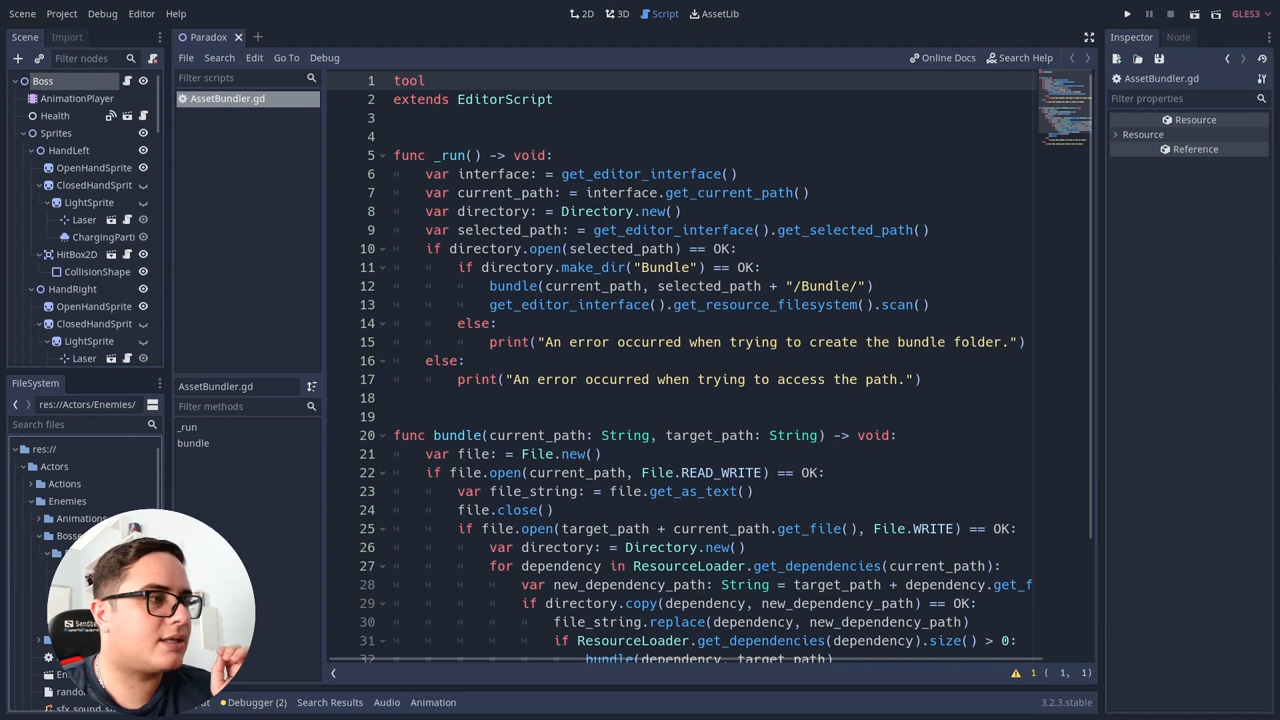 Scene Project Debug Editor Help
2D 3D Script AssetLib
GLES3
Scene Import
Filter nodes
Boss
AnimationPlayer
Health
Sprites
HandLeft
OpenHandSprite
ClosedHandSprit
LightSprite
Laser
ChargingParti
HitBox2D
CollisionShape
HandRight
OpenHandSprite
ClosedHandSprit
LightSprite
Laser
FileSystem
res://Actors/Enemies/
Search files
res://
Actors
Actions
Enemies
Animations
Bosse
En
random
sfx_sound_s
Paradox
File Search Edit Go To Debug
Online Docs Search Help
Filter scripts
AssetBundler.gd
AssetBundler.gd
Filter methods
_run
bundle
1 tool
2 extends EditorScript
3
4
5 func _run() -> void:
6 var interface: = get_editor_interface()
7 var current_path: = interface.get_current_path()
8 var directory: = Directory.new()
9 var selected_path: = get_editor_interface().get_selected_path()
10 if directory.open(selected_path) == OK:
11 if directory.make_dir("Bundle") == OK:
12 bundle(current_path, selected_path + "/Bundle/")
13 get_editor_interface().get_resource_filesystem().scan()
14 else:
15 print("An error occurred when trying to create the bundle folder.")
16 else:
17 print("An error occurred when trying to access the path.")
18
19
20 func bundle(current_path: String, target_path: String) -> void:
21 var file: = File.new()
22 if file.open(current_path, File.READ_WRITE) == OK:
23 var file_string: = file.get_as_text()
24 file.close()
25 if file.open(target_path + current_path.get_file(), File.WRITE) == OK:
26 var directory: = Directory.new()
27 for dependency in ResourceLoader.get_dependencies(current_path):
28 var new_dependency_path: String = target_path + dependency.get_f
29 if directory.copy(dependency, new_dependency_path) == OK:
30 file_string.replace(dependency, new_dependency_path)
31 if ResourceLoader.get_dependencies(dependency).size() > 0:
32 bundle(dependency, target_path)
1 ( 1, 1)
Debugger (2) Search Results Audio Animation
3.2.3.stable
Inspector Node
AssetBundler.gd
Filter properties
Resource
Resource
Reference